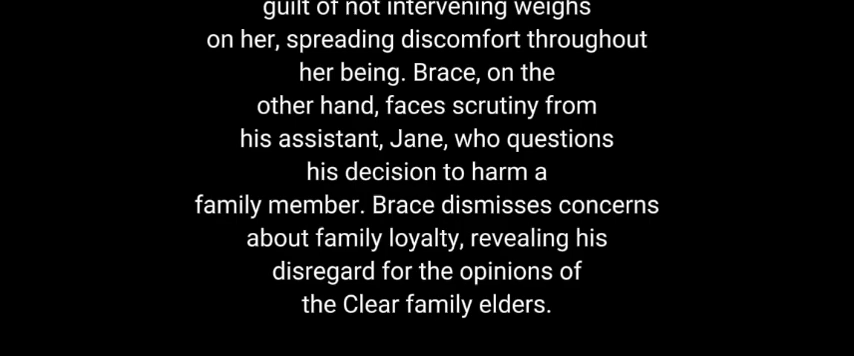 guilt of not intervening weighs
on her, spreading discomfort throughout
her being. Brace, on the
other hand, faces scrutiny from
his assistant, Jane, who questions
his decision to harm a
family member. Brace dismisses concerns
about family loyalty, revealing his
disregard for the opinions of
the Clear family elders.